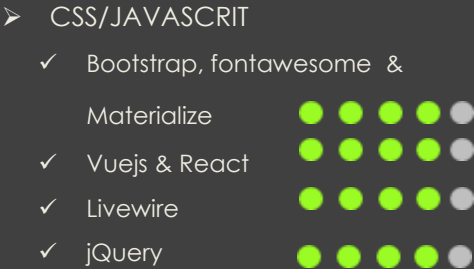 ➢ CSS/JAVASCRIT
✓ Bootstrap, fontawesome &
Materialize
✓ Vuejs & React
✓ Livewire
✓ jQuery